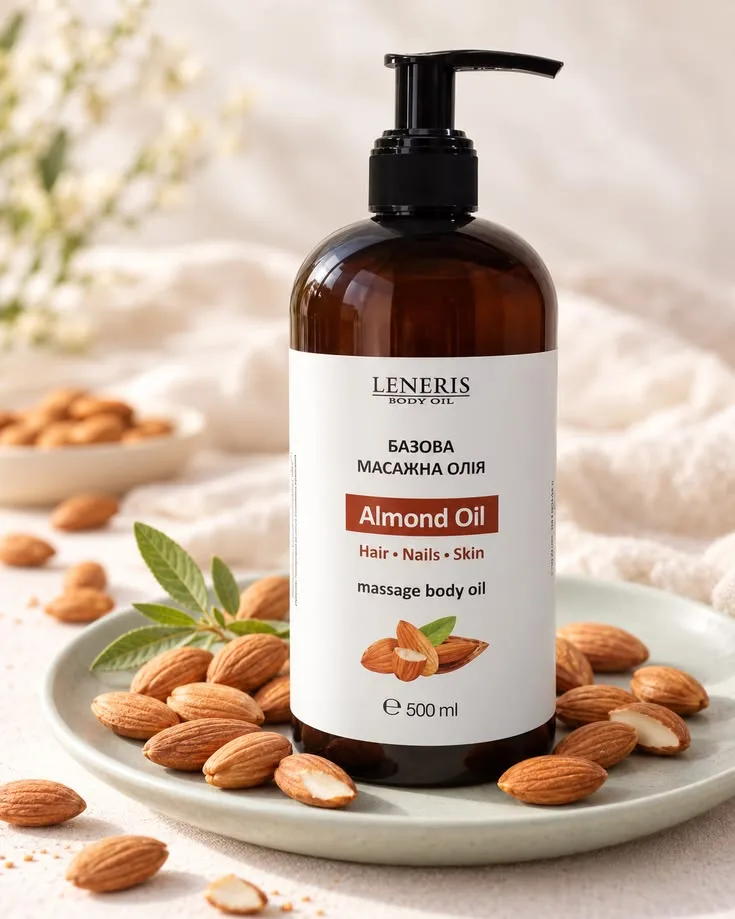 LENERIS
BODY OIL
БАЗОВА
МАСАЖНА ОЛІЯ
Almond Oil
Hair • Nails • Skin
massage body oil
℮ 500 ml